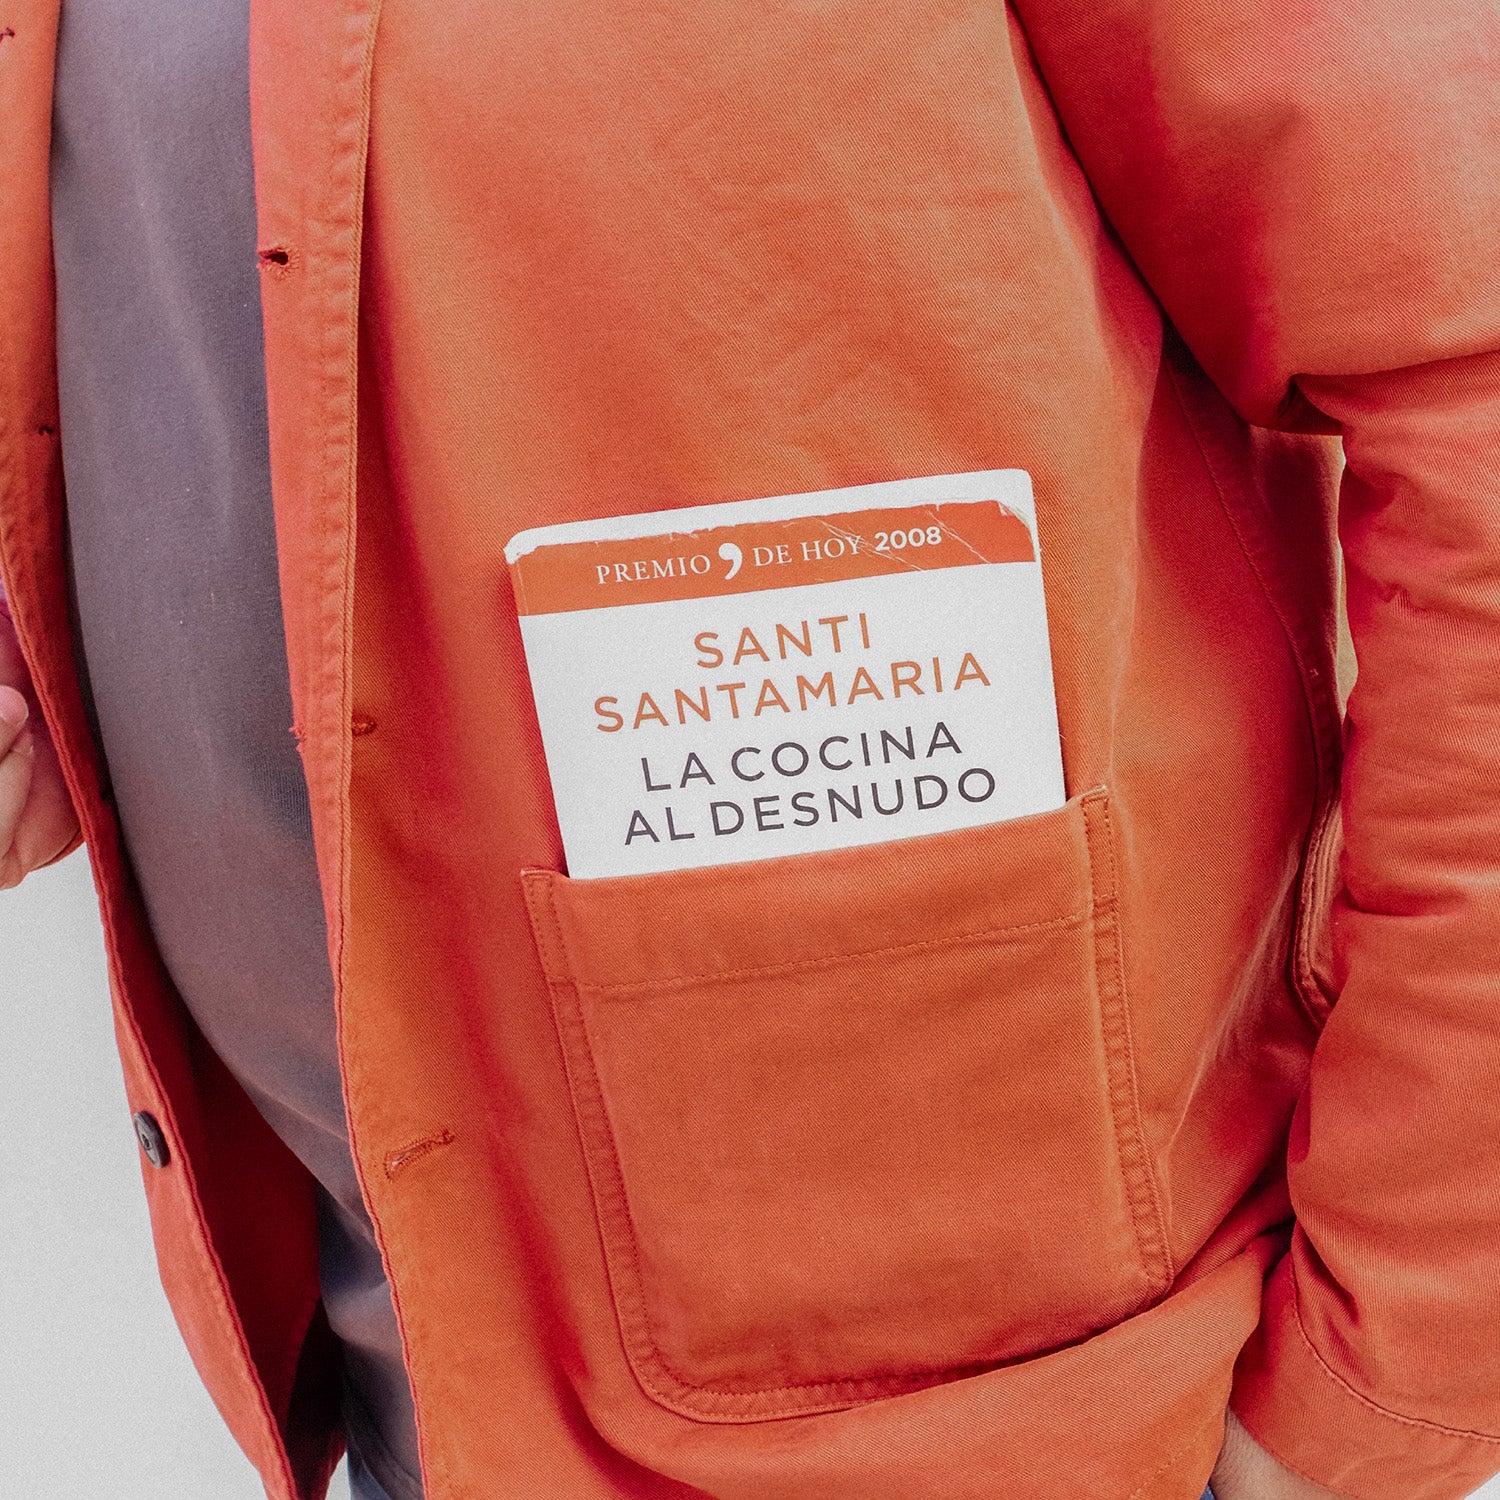 PREMIO , DE HOY 2008
SANTI
SANTAMARIA
LA COCINA
AL DESNUDO